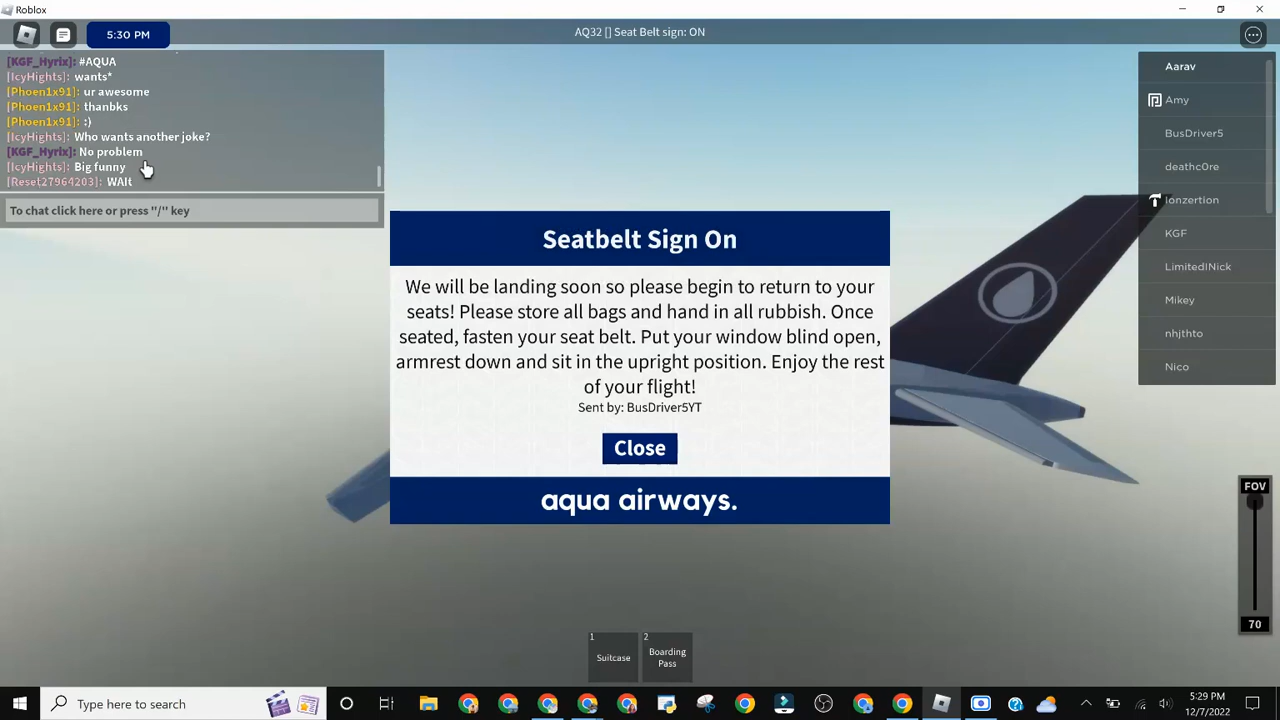 Roblox
5:30 PM
AQ32 [] Seat Belt sign: ON
[KGF_Hyrix]: #AQUA
[IcyHights]: wants*
[Phoen1x91]: ur awesome
[Phoen1x91]: thanbks
[Phoen1x91]: :)
[IcyHights]: Who wants another joke?
[KGF_Hyrix]: No problem
[IcyHights]: Big funny
[Reset27964203]: WAIt
To chat click here or press "/" key
Aarav
Amy
BusDriver5
deathc0re
Ionzertion
KGF
LimitedINick
Mikey
nhjthto
Nico
Seatbelt Sign On
We will be landing soon so please begin to return to your
seats! Please store all bags and hand in all rubbish. Once
seated, fasten your seat belt. Put your window blind open,
armrest down and sit in the upright position. Enjoy the rest
of your flight!
Sent by: BusDriver5YT
Close
aqua airways.
FOV
70
1
Suitcase
2
Boarding
Pass
Type here to search
5:29 PM
12/7/2022